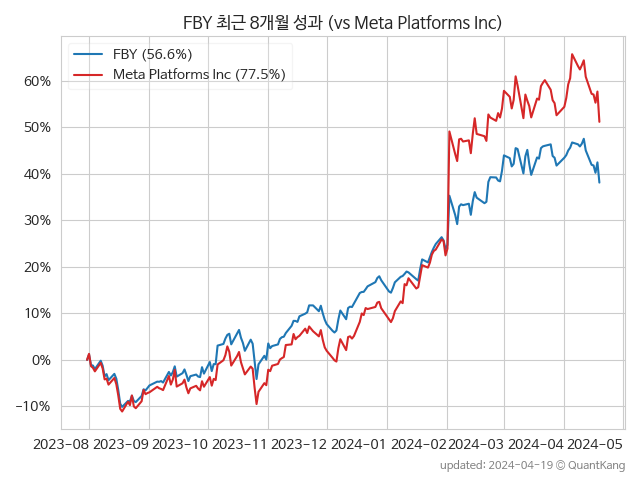 FBY 최근 8개월 성과 (vs Meta Platforms Inc)
FBY (56.6%)
Meta Platforms Inc (77.5%)
60%
50%
40%
30%
20%
10%
0%
−10%
2023-08 2023-09 2023-10 2023-11 2023-12 2024-01 2024-02 2024-03 2024-04 2024-05
updated: 2024-04-19 © QuantKang